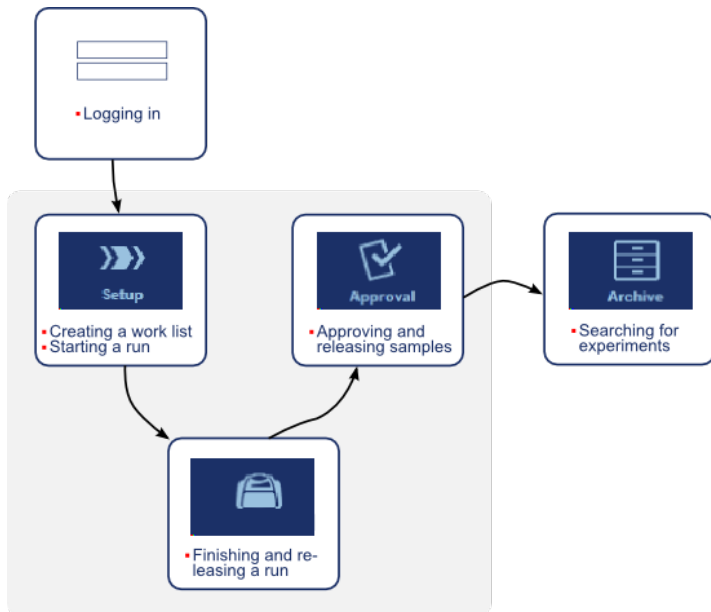 Logging in
Setup
Creating a work list
Starting a run
Finishing and re-
leasing a run
Approval
Approving and
releasing samples
Archive
Searching for
experiments